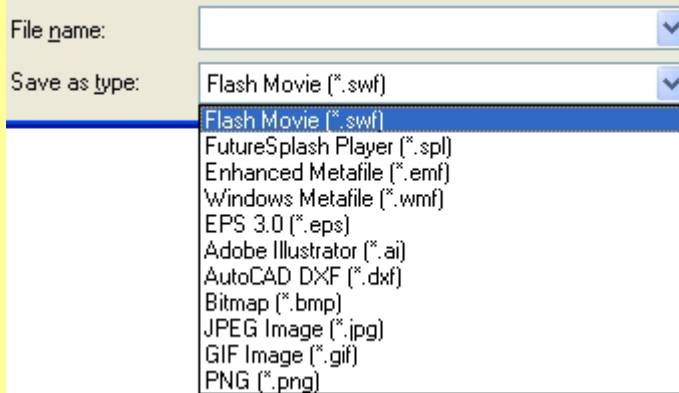 File name:
Save as type: Flash Movie (*.swf)
Flash Movie (*.swf)
FutureSplash Player (*.spl)
Enhanced Metafile (*.emf)
Windows Metafile (*.wmf)
EPS 3.0 (*.eps)
Adobe Illustrator (*.ai)
AutoCAD DXF (*.dxf)
Bitmap (*.bmp)
JPEG Image (*.jpg)
GIF Image (*.gif)
PNG (*.png)